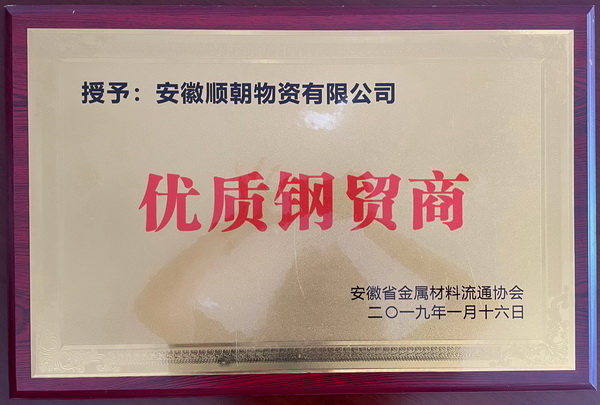 授予：安徽顺朝物资有限公司
优质钢贸商
安徽省金属材料流通协会
二〇一九年一月十六日